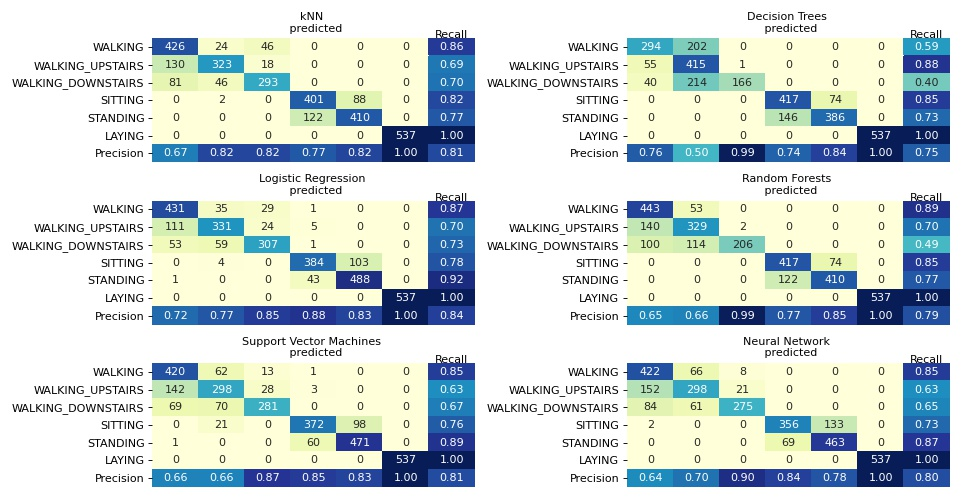 kNN
predicted
Recall
WALKING 426 24 46 0 0 0 0.86
WALKING_UPSTAIRS 130 323 18 0 0 0 0.69
WALKING_DOWNSTAIRS 81 46 293 0 0 0 0.70
SITTING 0 2 0 401 88 0 0.82
STANDING 0 0 0 122 410 0 0.77
LAYING 0 0 0 0 0 537 1.00
Precision 0.67 0.82 0.82 0.77 0.82 1.00 0.81
Decision Trees
predicted
Recall
WALKING 294 202 0 0 0 0 0.59
WALKING_UPSTAIRS 55 415 1 0 0 0 0.88
WALKING_DOWNSTAIRS 40 214 166 0 0 0 0.40
SITTING 0 0 0 417 74 0 0.85
STANDING 0 0 0 146 386 0 0.73
LAYING 0 0 0 0 0 537 1.00
Precision 0.76 0.50 0.99 0.74 0.84 1.00 0.75
Logistic Regression
predicted
Recall
WALKING 431 35 29 1 0 0 0.87
WALKING_UPSTAIRS 111 331 24 5 0 0 0.70
WALKING_DOWNSTAIRS 53 59 307 1 0 0 0.73
SITTING 0 4 0 384 103 0 0.78
STANDING 1 0 0 43 488 0 0.92
LAYING 0 0 0 0 0 537 1.00
Precision 0.72 0.77 0.85 0.88 0.83 1.00 0.84
Random Forests
predicted
Recall
WALKING 443 53 0 0 0 0 0.89
WALKING_UPSTAIRS 140 329 2 0 0 0 0.70
WALKING_DOWNSTAIRS 100 114 206 0 0 0 0.49
SITTING 0 0 0 417 74 0 0.85
STANDING 0 0 0 122 410 0 0.77
LAYING 0 0 0 0 0 537 1.00
Precision 0.65 0.66 0.99 0.77 0.85 1.00 0.79
Support Vector Machines
predicted
Recall
WALKING 420 62 13 1 0 0 0.85
WALKING_UPSTAIRS 142 298 28 3 0 0 0.63
WALKING_DOWNSTAIRS 69 70 281 0 0 0 0.67
SITTING 0 21 0 372 98 0 0.76
STANDING 1 0 0 60 471 0 0.89
LAYING 0 0 0 0 0 537 1.00
Precision 0.66 0.66 0.87 0.85 0.83 1.00 0.81
Neural Network
predicted
Recall
WALKING 422 66 8 0 0 0 0.85
WALKING_UPSTAIRS 152 298 21 0 0 0 0.63
WALKING_DOWNSTAIRS 84 61 275 0 0 0 0.65
SITTING 2 0 0 356 133 0 0.73
STANDING 0 0 0 69 463 0 0.87
LAYING 0 0 0 0 0 537 1.00
Precision 0.64 0.70 0.90 0.84 0.78 1.00 0.80